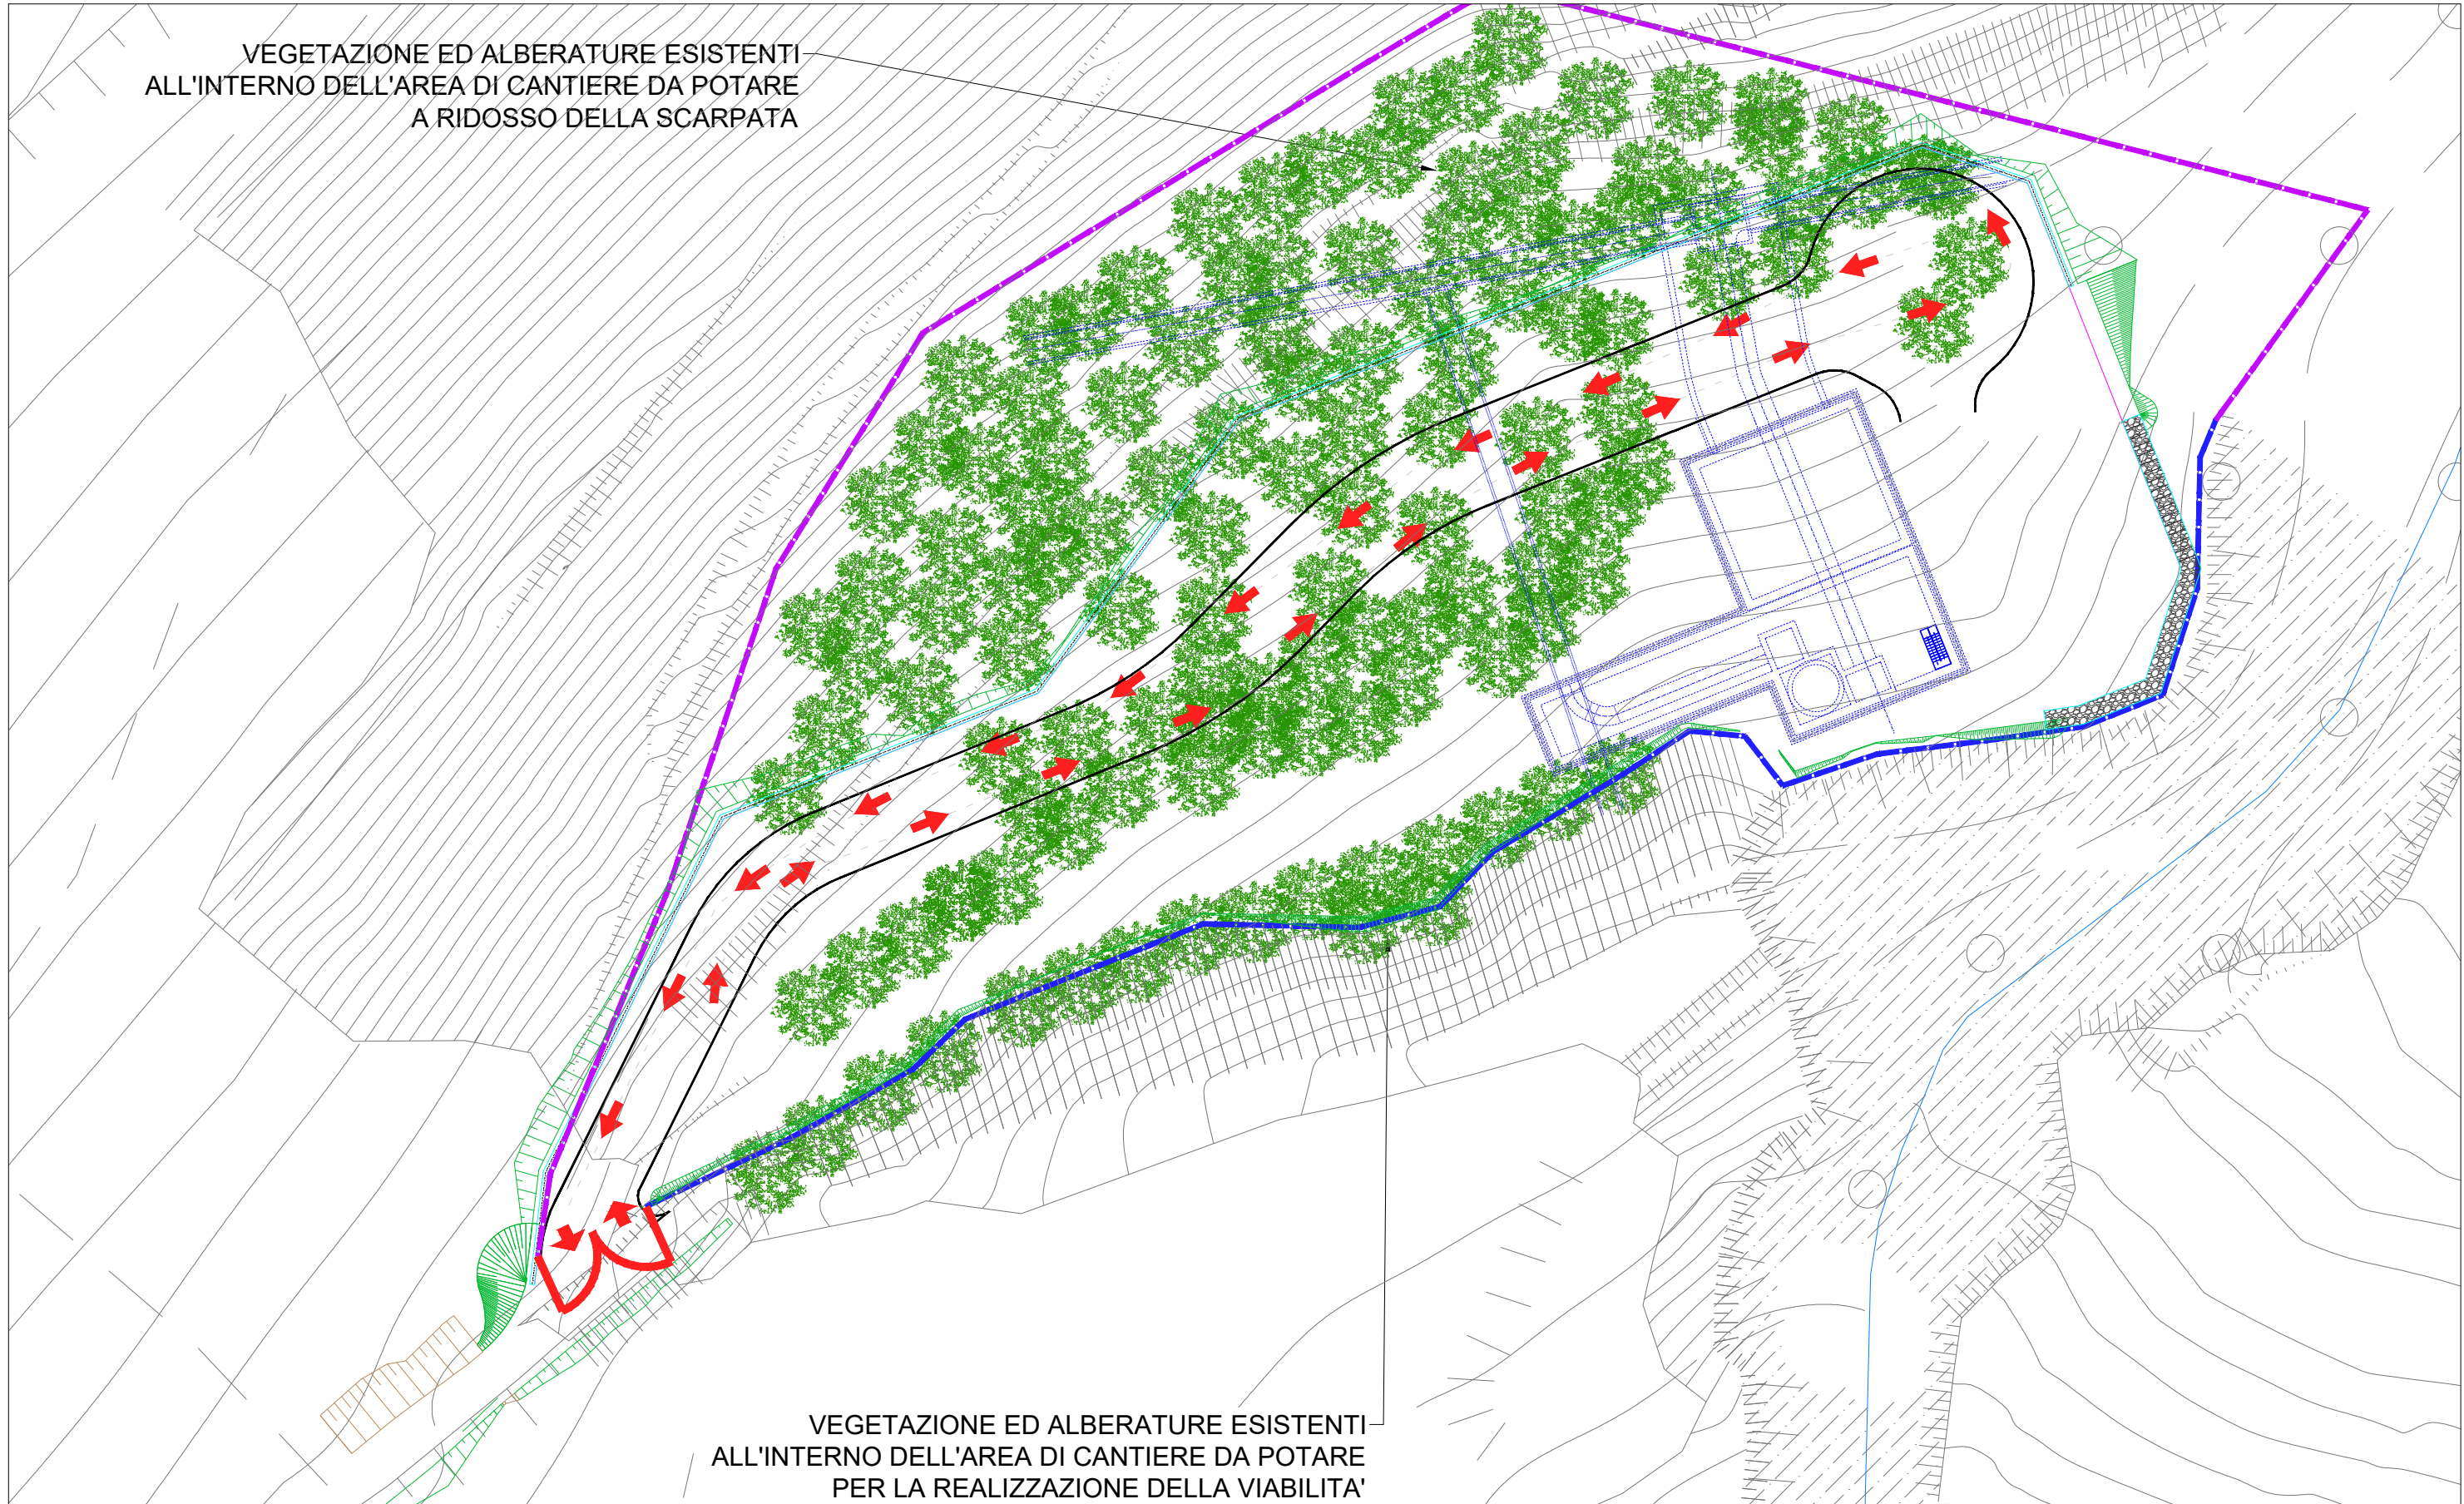 VEGETAZIONE ED ALBERATURE ESISTENTI
ALL'INTERNO DELL'AREA DI CANTIERE DA POTARE
A RIDOSSO DELLA SCARPATA
VEGETAZIONE ED ALBERATURE ESISTENTI
ALL'INTERNO DELL'AREA DI CANTIERE DA POTARE
PER LA REALIZZAZIONE DELLA VIABILITA'